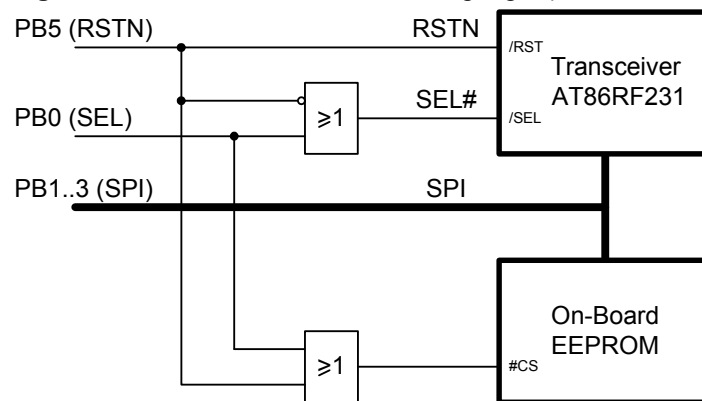 PB5 (RSTN)
RSTN
/RST
Transceiver
AT86RF231
PB0 (SEL)
≥1
SEL#
/SEL
PB1..3 (SPI)
SPI
On-Board
EEPROM
≥1
#CS